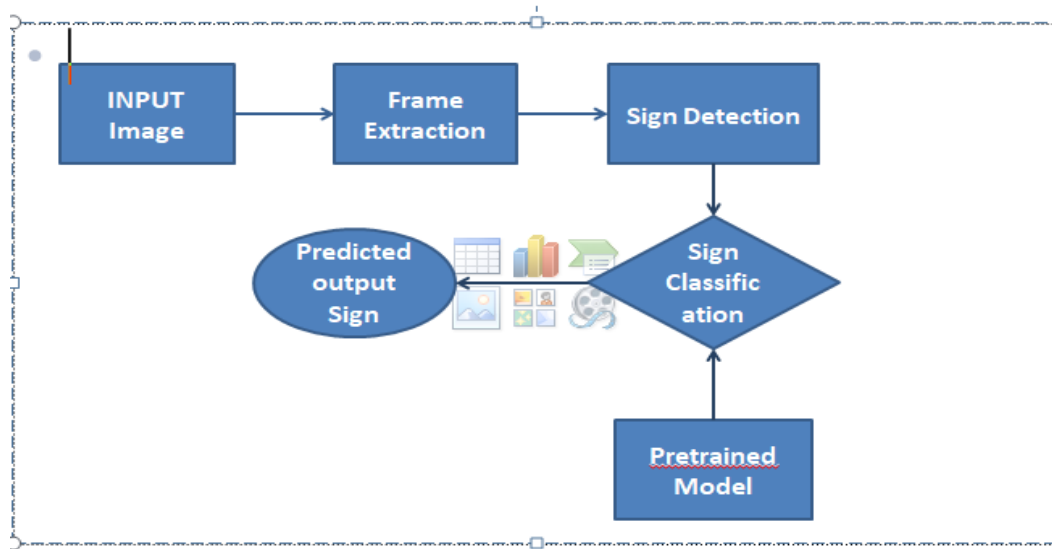 INPUT
Image
Frame
Extraction
Sign Detection
Sign
Classific
ation
Predicted
output
Sign
Pretrained
Model